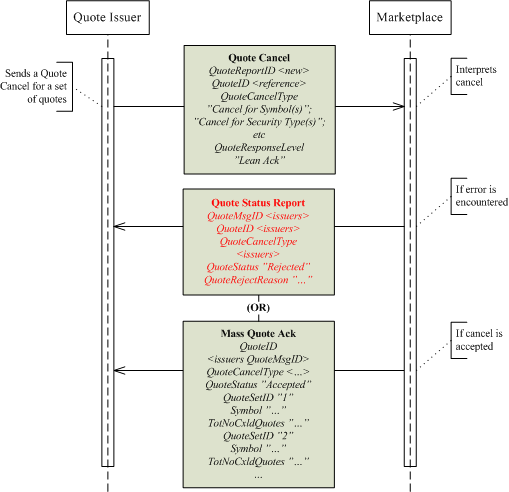 Quote Issuer
Marketplace
Sends a Quote
Cancel for a set
of quotes
Quote Cancel
QuoteReportID <new>
QuoteID <reference>
QuoteCancelType
"Cancel for Symbol(s)";
"Cancel for Security Type(s)";
etc
QuoteResponseLevel
"Lean Ack"
Interprets
cancel
Quote Status Report
QuoteMsgID <issuers>
QuoteID <issuers>
QuoteCancelType
<issuers>
QuoteStatus "Rejected"
QuoteRejectReason "…"
If error is
encountered
(OR)
Mass Quote Ack
QuoteID
<issuers QuoteMsgID>
QuoteCancelType <…>
QuoteStatus "Accepted"
QuoteSetID "1"
Symbol "…"
TotNoCxldQuotes "…"
QuoteSetID "2"
Symbol "…"
TotNoCxldQuotes "…"
…
If cancel is
accepted